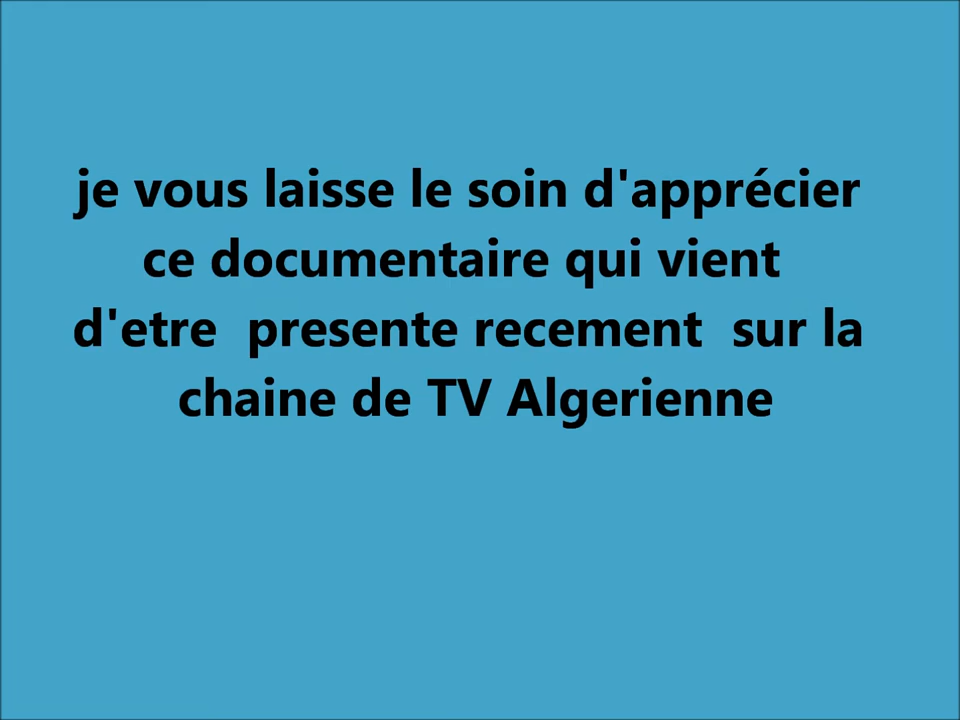 je vous laisse le soin d'apprécier
ce documentaire qui vient
d'etre presente recement sur la
chaine de TV Algerienne